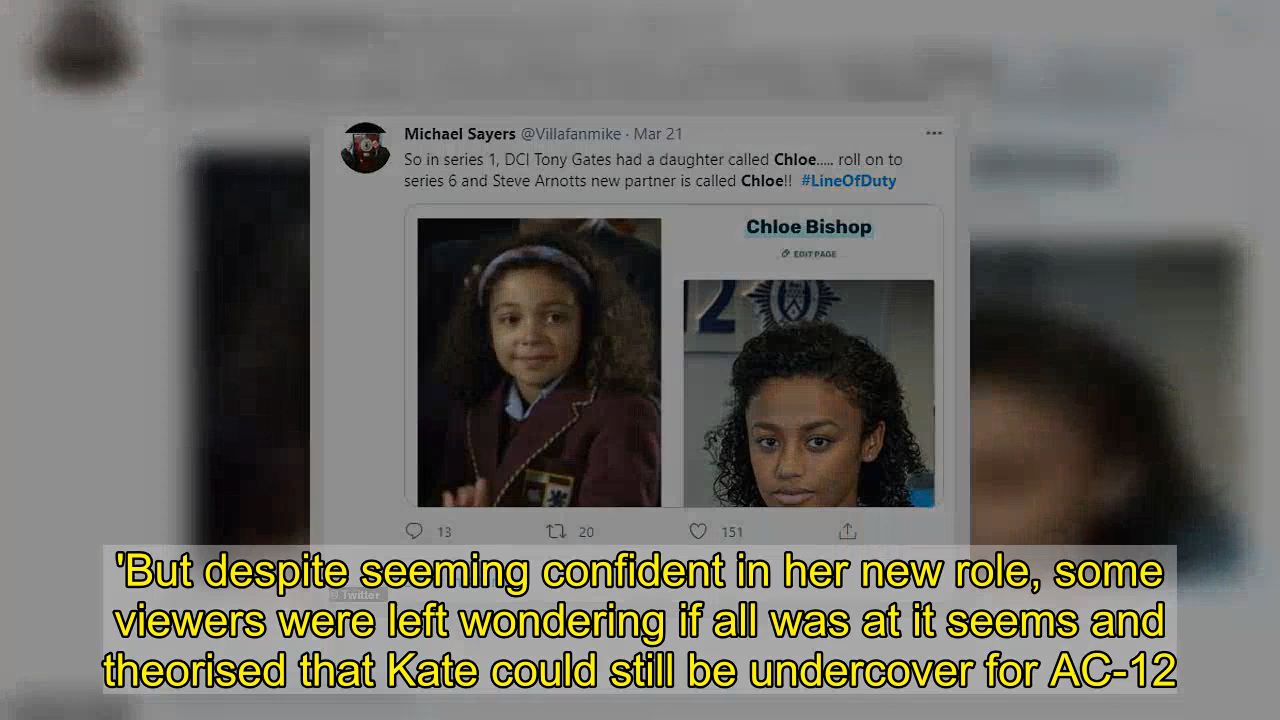 Michael Sayers @Villafanmike · Mar 21
So in series 1, DCI Tony Gates had a daughter called Chloe..... roll on to
series 6 and Steve Arnotts new partner is called Chloe!! #LineOfDuty
Chloe Bishop
EDIT PAGE
2
13 20 151
© Twitter
'But despite seeming confident in her new role, some
viewers were left wondering if all was at it seems and
theorised that Kate could still be undercover for AC-12